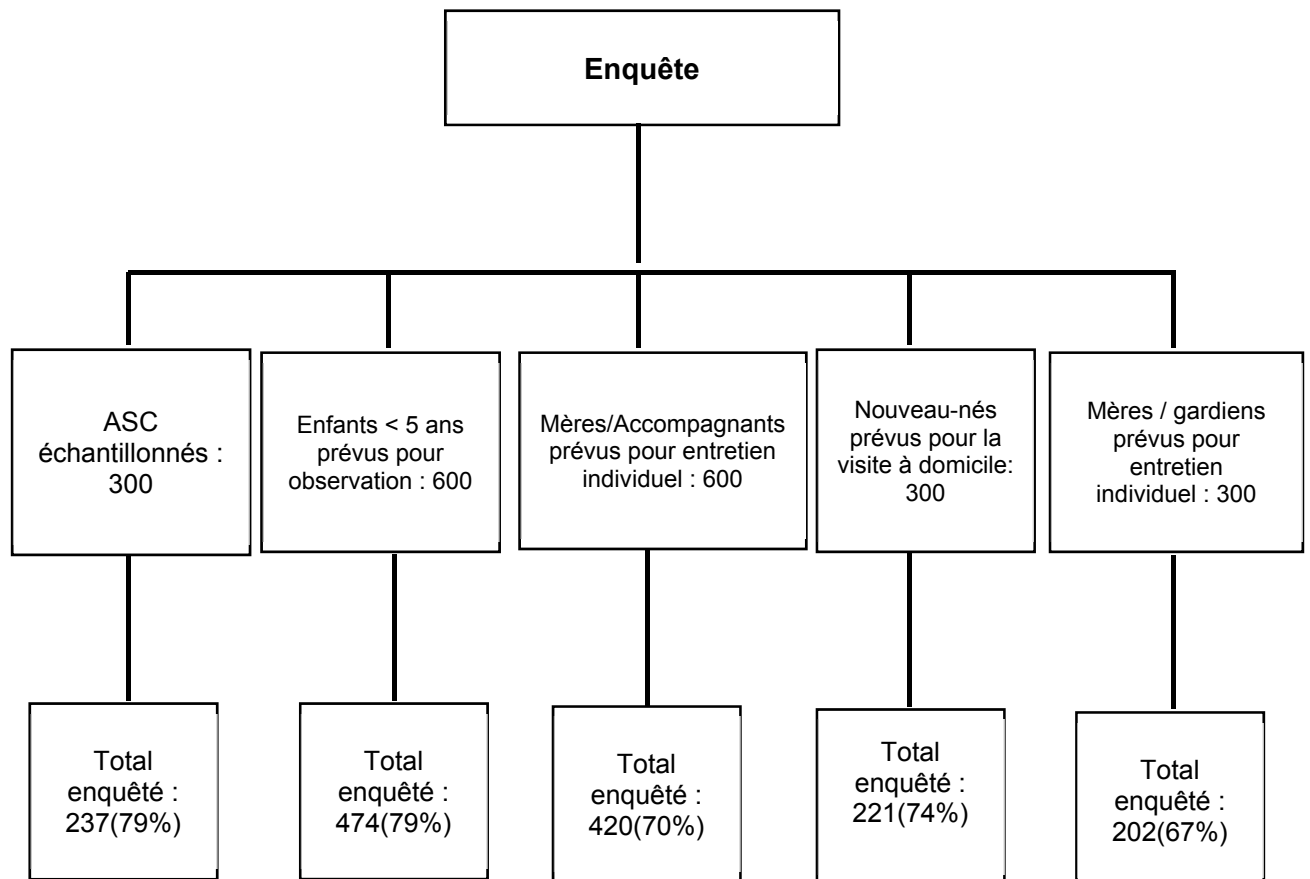 Enquête
ASC
échantillonnés :
300
Enfants < 5 ans
prévus pour
observation : 600
Mères/Accompagnants
prévus pour entretien
individuel : 600
Nouveau-nés
prévus pour la
visite à domicile:
300
Mères / gardiens
prévus pour
entretien
individuel : 300
Total
enquêté :
237(79%)
Total
enquêté :
474(79%)
Total
enquêté :
420(70%)
Total
enquêté :
221(74%)
Total
enquêté :
202(67%)